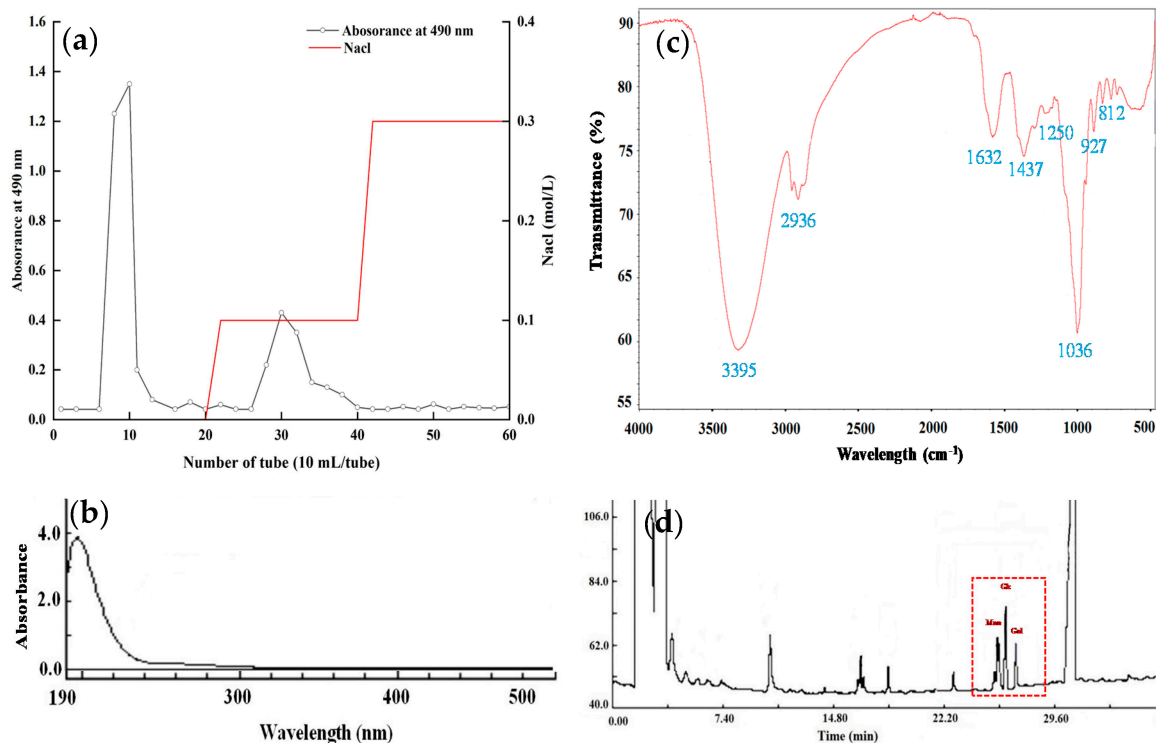 (a)
Abosorance at 490 nm
Nacl
1.6
1.4
1.2
1.0
0.8
0.6
0.4
0.2
0.0
Abosorance at 490 nm
0.4
0.3
0.2
0.1
0.0
Nacl (mol/L)
0 10 20 30 40 50 60
Number of tube (10 mL/tube)
(c)
90
80
75
70
65
60
55
Transmittance (%)
3395
2936
1632
1437
1250
1036
927
812
4000 3500 3000 2500 2000 1500 1000 500
Wavelength (cm⁻¹)
(b)
4.0
2.0
0.0
Absorbance
190 300 400 500
Wavelength (nm)
(d)
106.0
84.0
62.0
40.0
Man
Glc
Gal
0.00 7.40 14.80 22.20 29.60
Time (min)